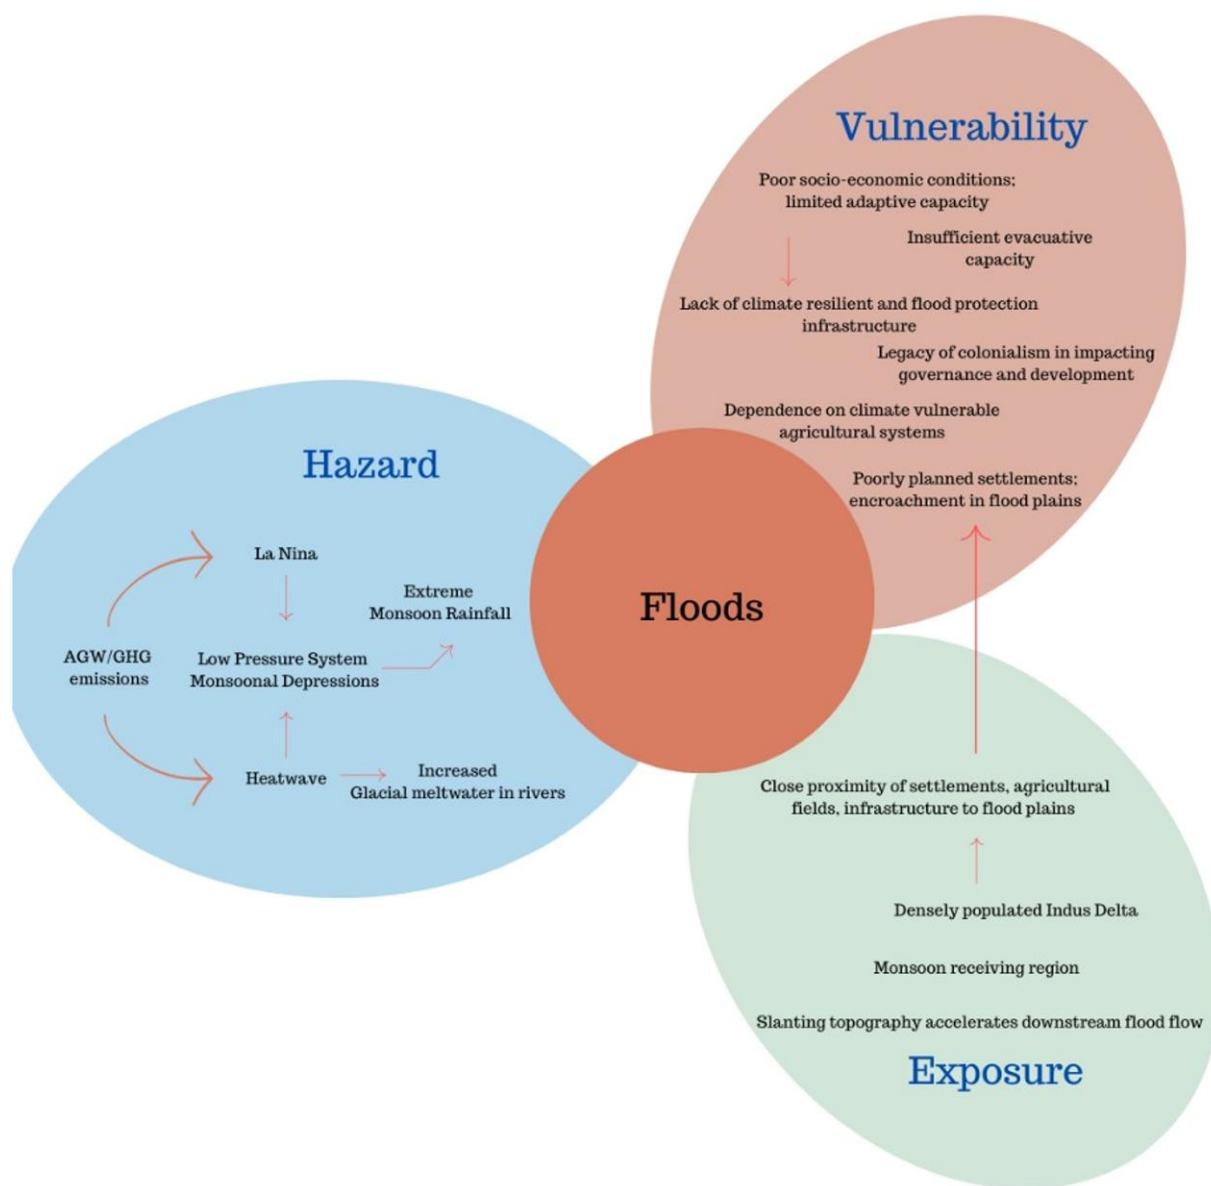 Vulnerability
Poor socio-economic conditions;
limited adaptive capacity
Insufficient evacuative
capacity
Lack of climate resilient and flood protection
infrastructure
Legacy of colonialism in impacting
governance and development
Dependence on climate vulnerable
agricultural systems
Poorly planned settlements;
encroachment in flood plains
Hazard
La Nina
Extreme
Monsoon Rainfall
AGW/GHG
emissions
Low Pressure System
Monsoonal Depressions
Heatwave
Increased
Glacial meltwater in rivers
Floods
Close proximity of settlements, agricultural
fields, infrastructure to flood plains
Densely populated Indus Delta
Monsoon receiving region
Slanting topography accelerates downstream flood flow
Exposure